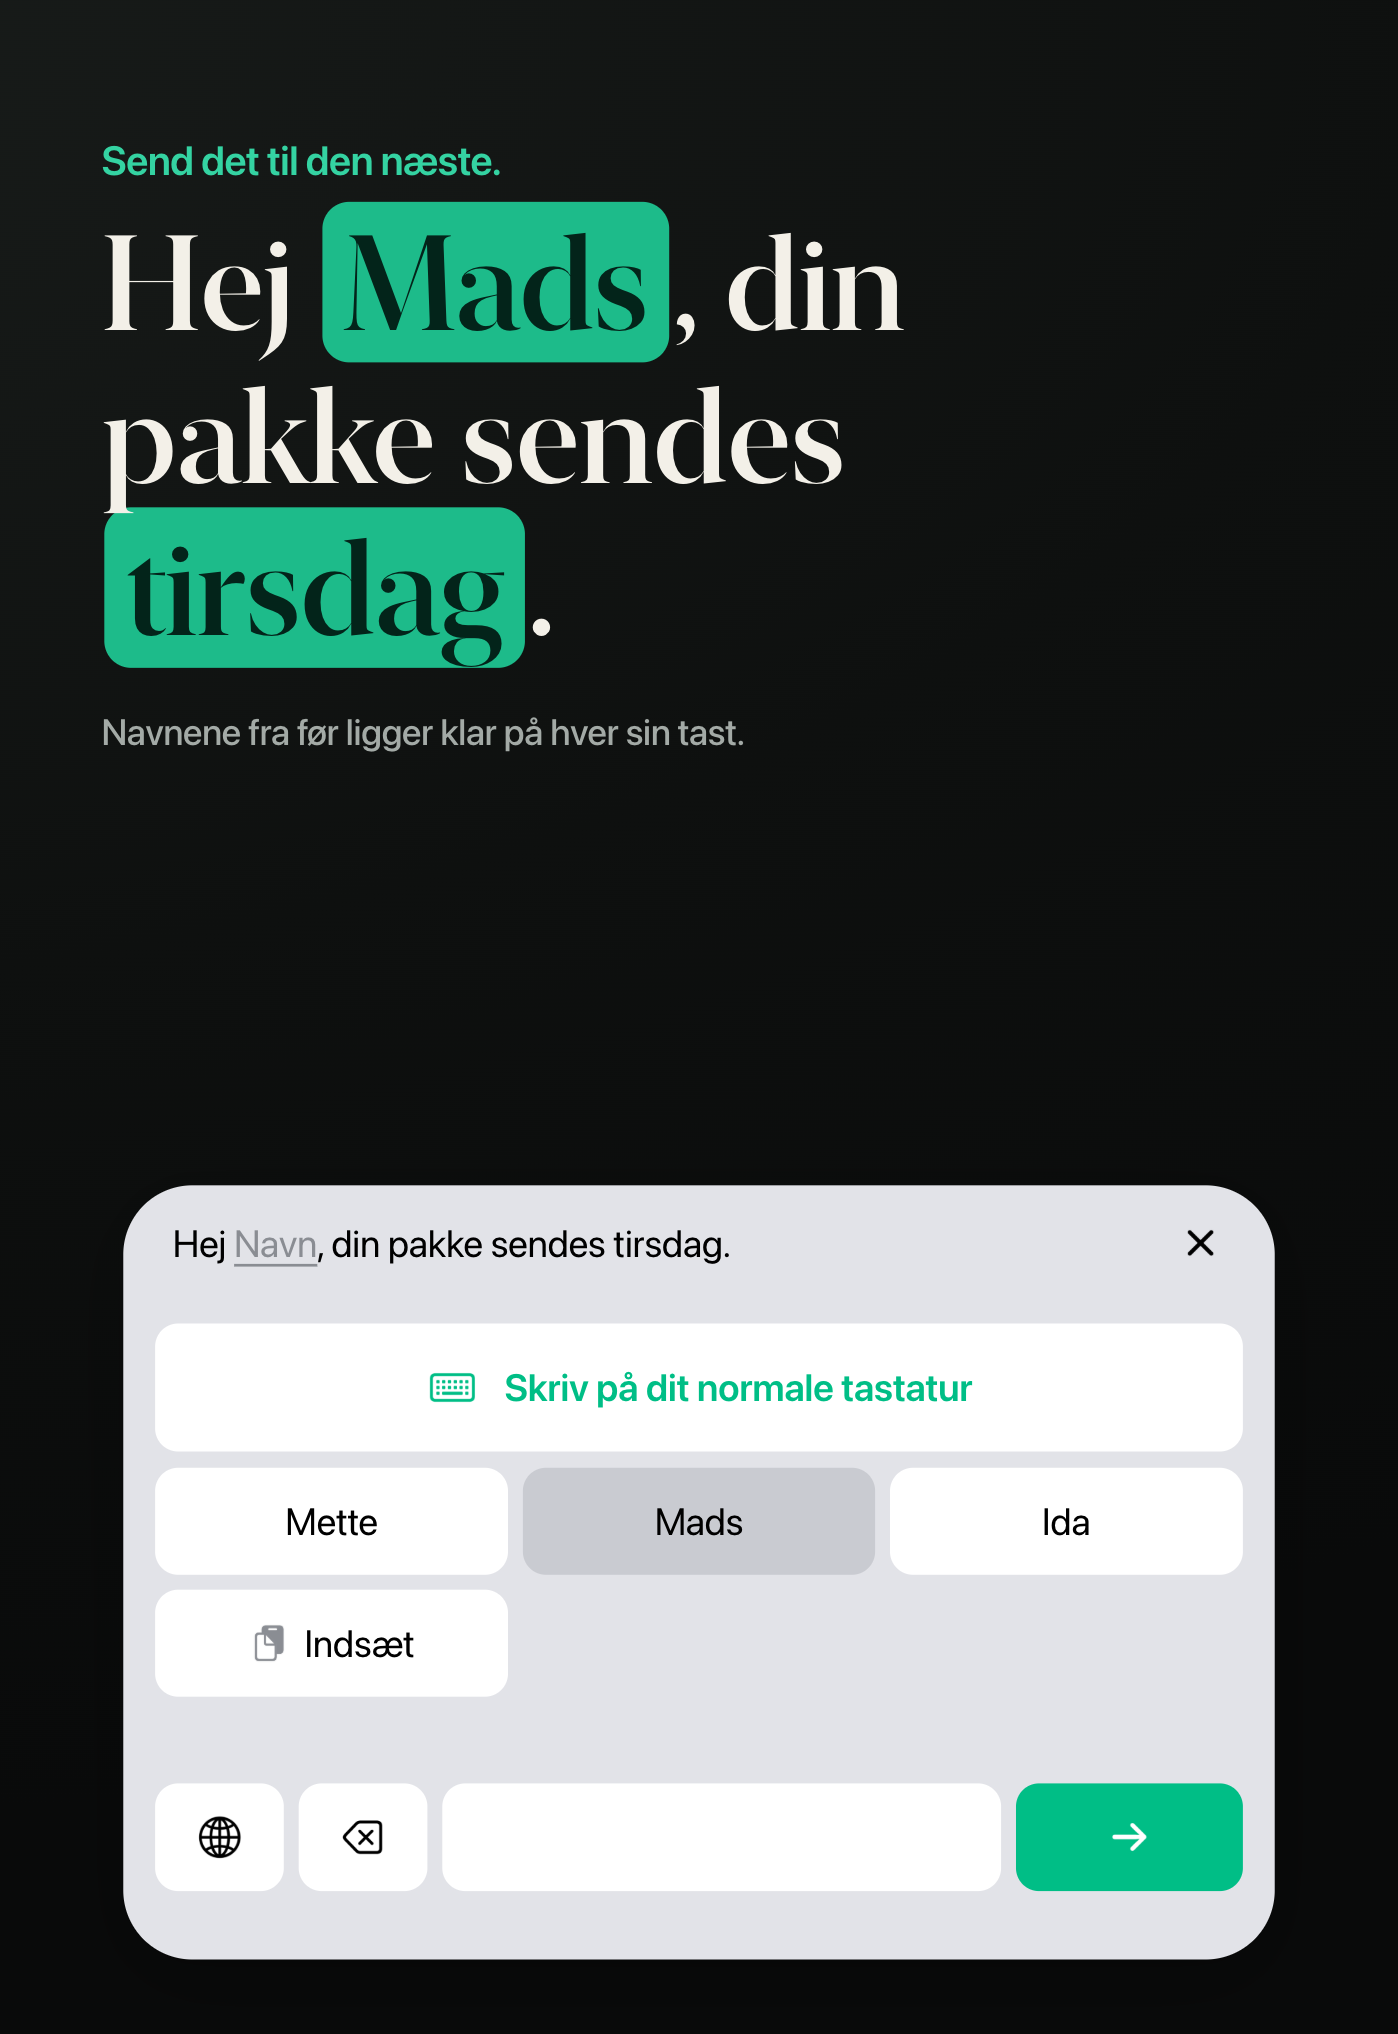 Send det til den næste.
Hej Mads, din
pakke sendes
tirsdag.
Navnene fra før ligger klar på hver sin tast.
Hej Navn, din pakke sendes tirsdag.
Skriv på dit normale tastatur
Mette Mads Ida
Indsæt